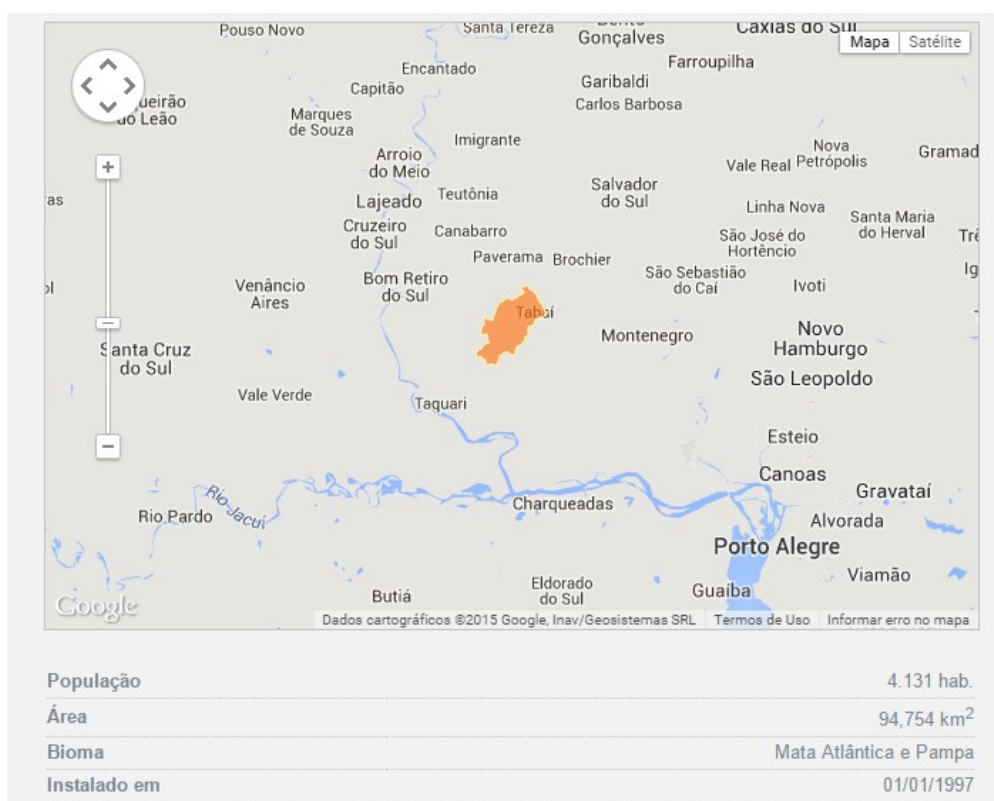 Pouso Novo
Santa Tereza
Gonçalves
Caxias do Sul
Mapa
Satélite
Encantado
Farroupilha
Capitão
Garibaldi
Carlos Barbosa
ueirão
do Leão
Marques
de Souza
Imigrante
Arroio
do Meio
Nova
Petrópolis
Gramad
Vale Real
Teutônia
Salvador
do Sul
as
Lajeado
Linha Nova
Santa Maria
do Herval
Cruzeiro
do Sul
Canabarro
São José do
Hortêncio
Trê
Paverama
Brochier
São Sebastião
do Caí
Ig
Venâncio
Aires
Bom Retiro
do Sul
Ivoti
ol
Tabaí
Montenegro
Novo
Hamburgo
Santa Cruz
do Sul
São Leopoldo
Vale Verde
Taquari
Esteio
Canoas
Gravataí
Rio Jacuí
Charqueadas
Rio Pardo
Alvorada
Porto Alegre
Viamão
Eldorado
do Sul
Guaíba
Butiá
Google
Dados cartográficos ©2015 Google, Inav/Geosistemas SRL
Termos de Uso
Informar erro no mapa
População 4.131 hab.
Área 94,754 km²
Bioma Mata Atlântica e Pampa
Instalado em 01/01/1997